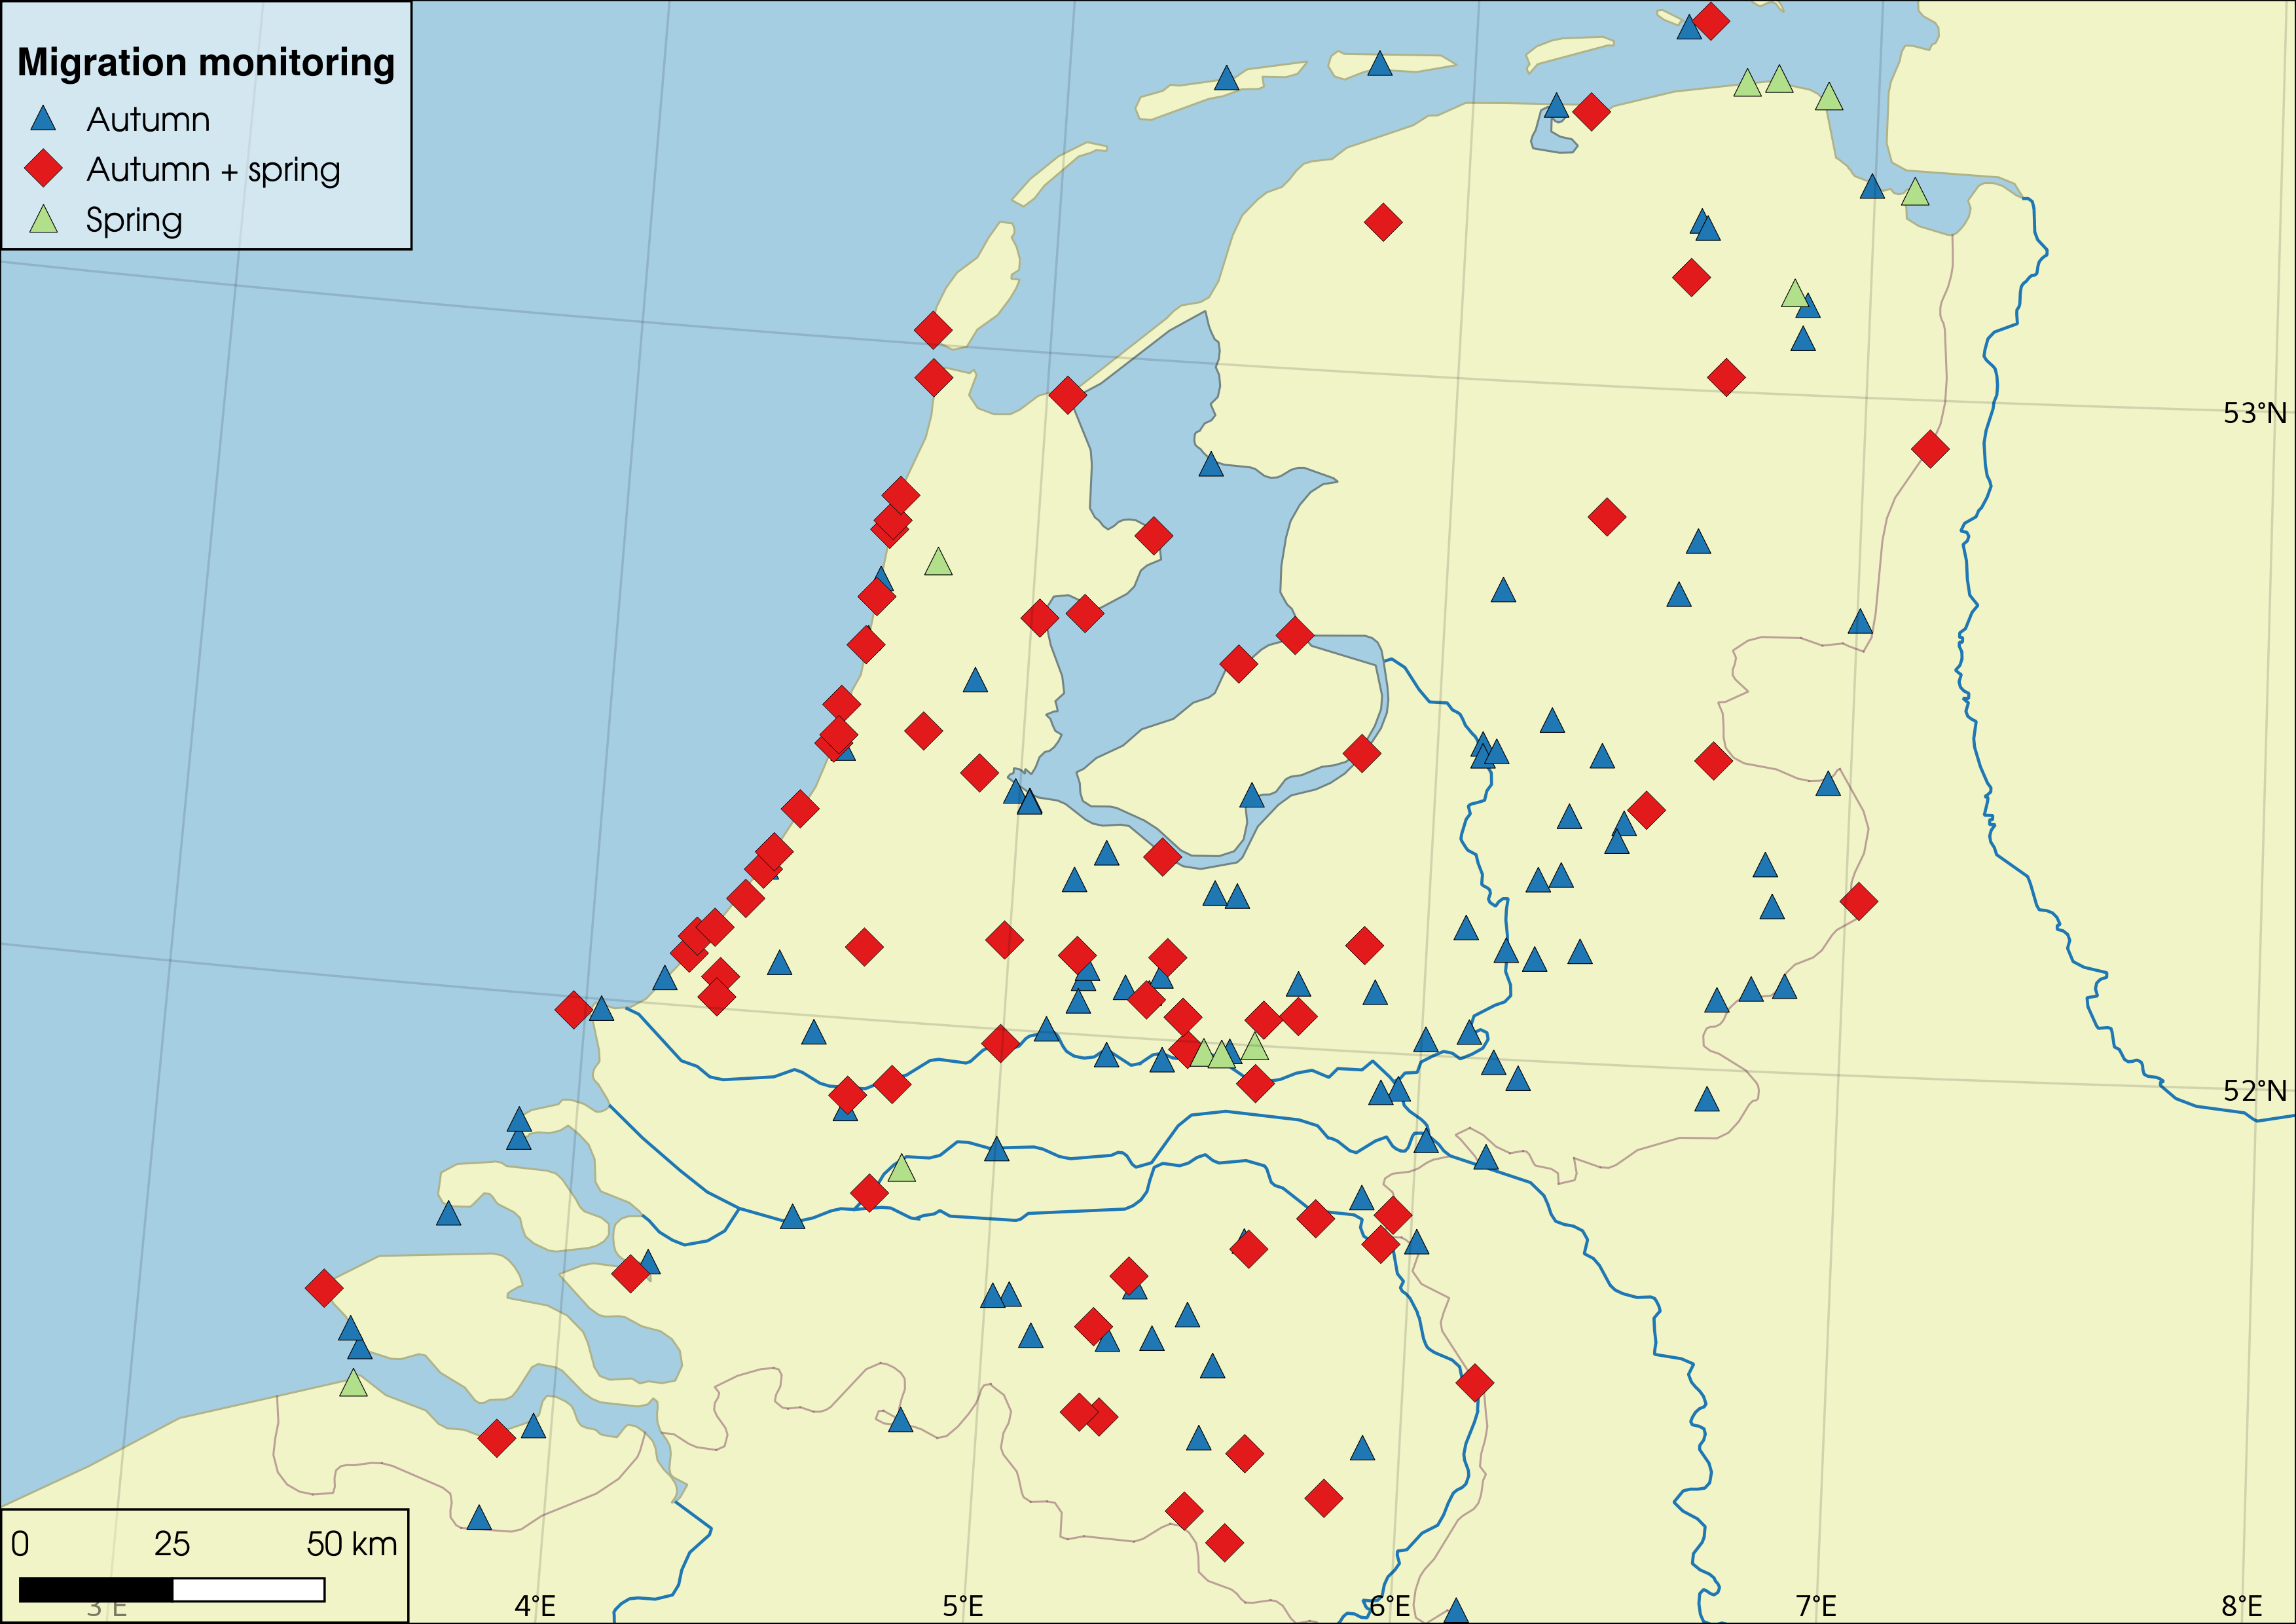 Migration monitoring
Autumn
Autumn + spring
Spring
53°N
52°N
0 25 50 km
3°E 4°E 5°E 6°E 7°E 8°E